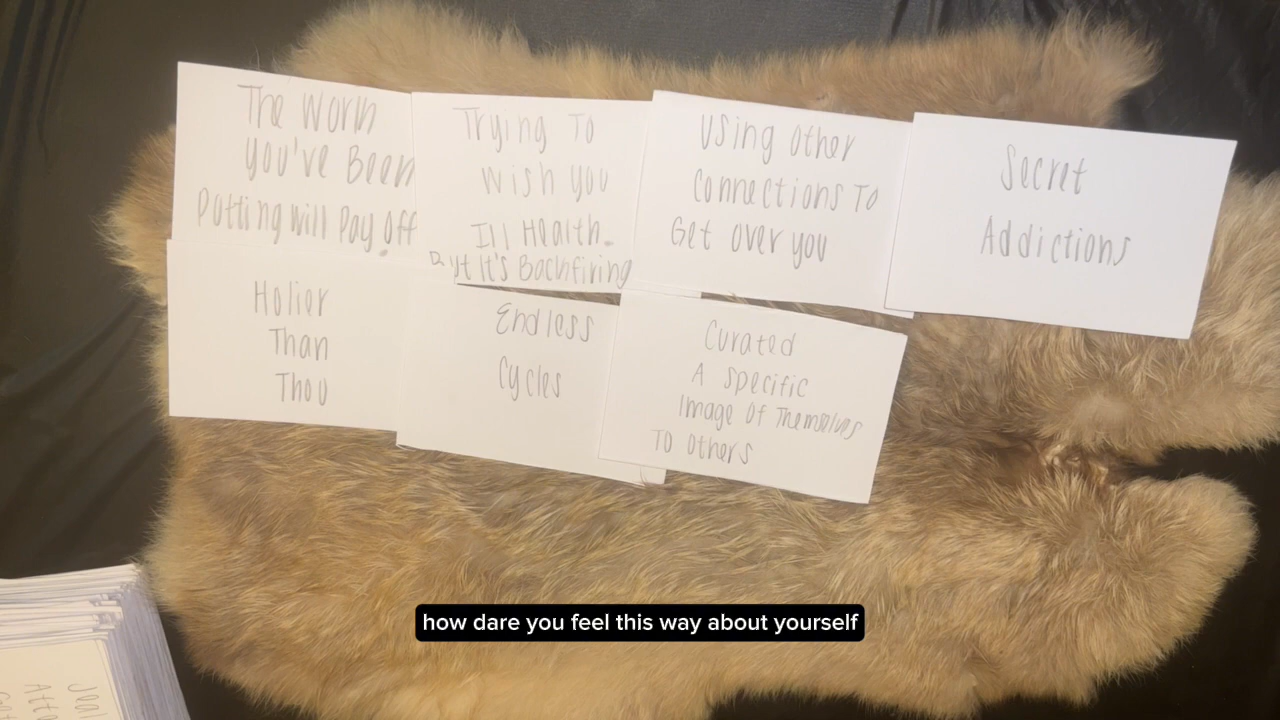 The Work
You've Been
Putting will Pay Off.
Trying To
Wish You
Ill Health.
But It's Backfiring
Using Other
Connections To
Get over you
Secret
Addictions
Holier
Than
Thou
Endless
Cycles
Curated
A Specific
Image Of Themselves
To Others
how dare you feel this way about yourself